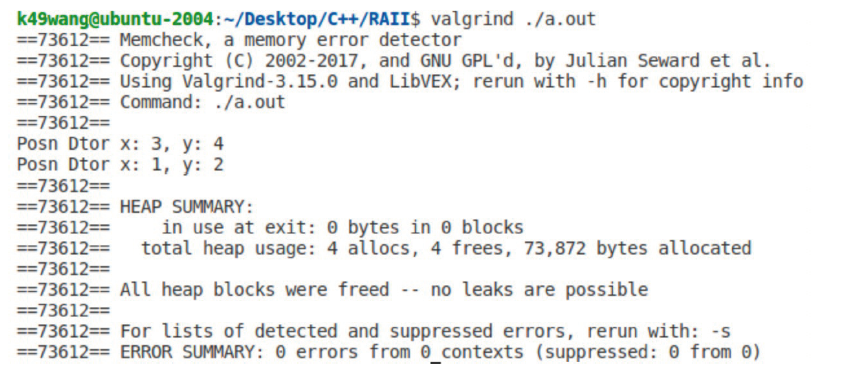 k49wang@ubuntu-2004:~/Desktop/C++/RAII$ valgrind ./a.out
==73612== Memcheck, a memory error detector
==73612== Copyright (C) 2002-2017, and GNU GPL'd, by Julian Seward et al.
==73612== Using Valgrind-3.15.0 and LibVEX; rerun with -h for copyright info
==73612== Command: ./a.out
==73612==
Posn Dtor x: 3, y: 4
Posn Dtor x: 1, y: 2
==73612==
==73612== HEAP SUMMARY:
==73612==     in use at exit: 0 bytes in 0 blocks
==73612==   total heap usage: 4 allocs, 4 frees, 73,872 bytes allocated
==73612==
==73612== All heap blocks were freed -- no leaks are possible
==73612==
==73612== For lists of detected and suppressed errors, rerun with: -s
==73612== ERROR SUMMARY: 0 errors from 0 contexts (suppressed: 0 from 0)